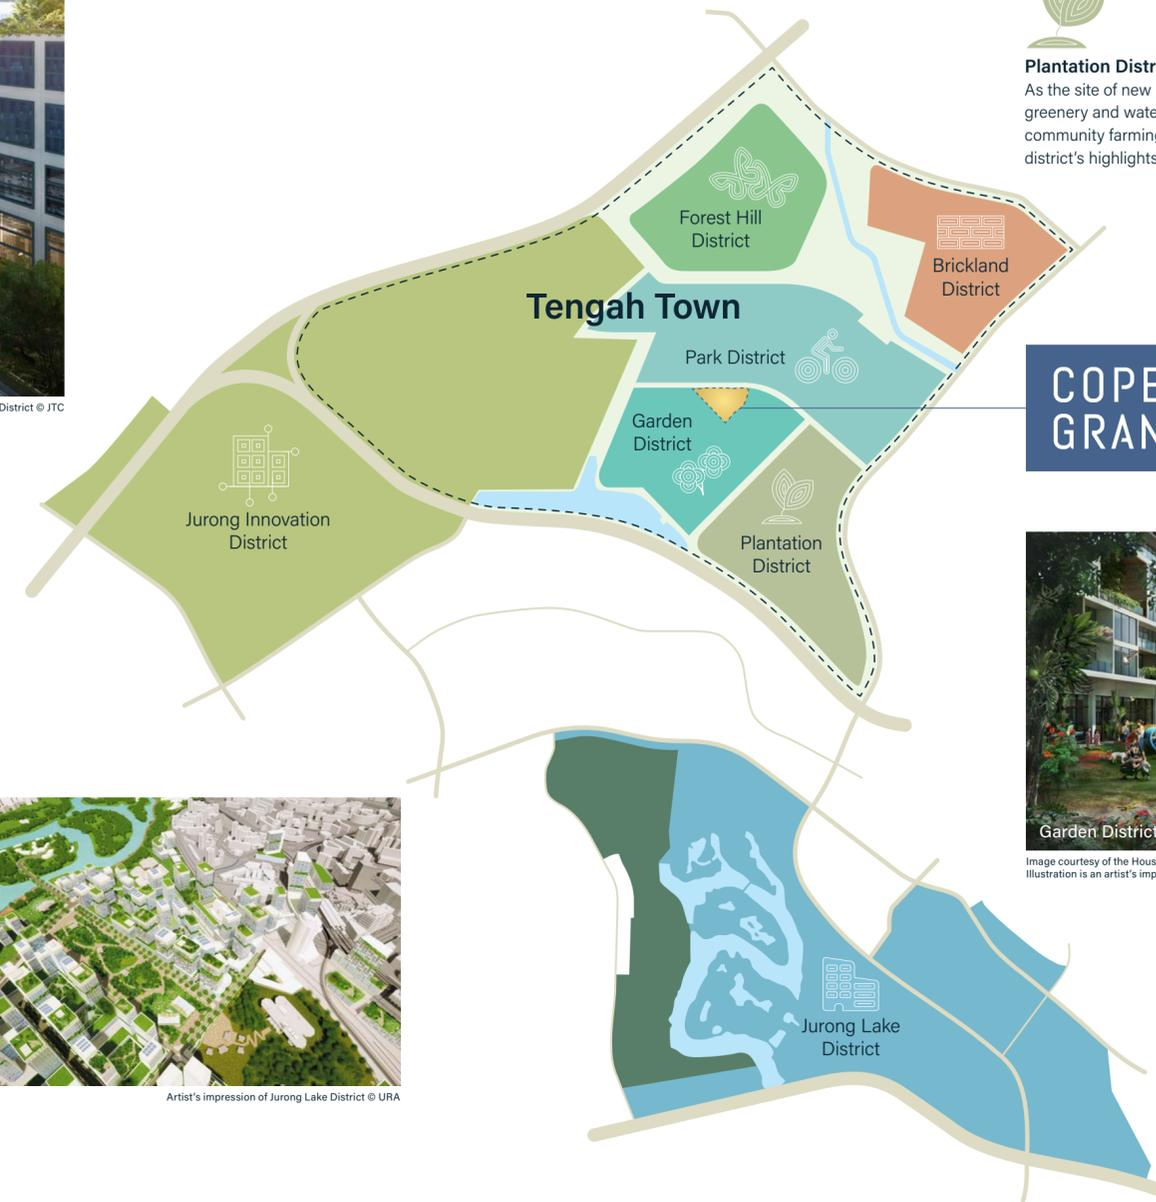 Plantation Distr
As the site of new
greenery and wate
community farming
district's highlights
Forest Hill
District
Brickland
District
Tengah Town
Park District
COPE
GRAN
District © JTC
Garden
District
Jurong Innovation
District
Plantation
District
Garden District
Image courtesy of the Hous
Illustration is an artist's imp
Jurong Lake
District
Artist's impression of Jurong Lake District © URA